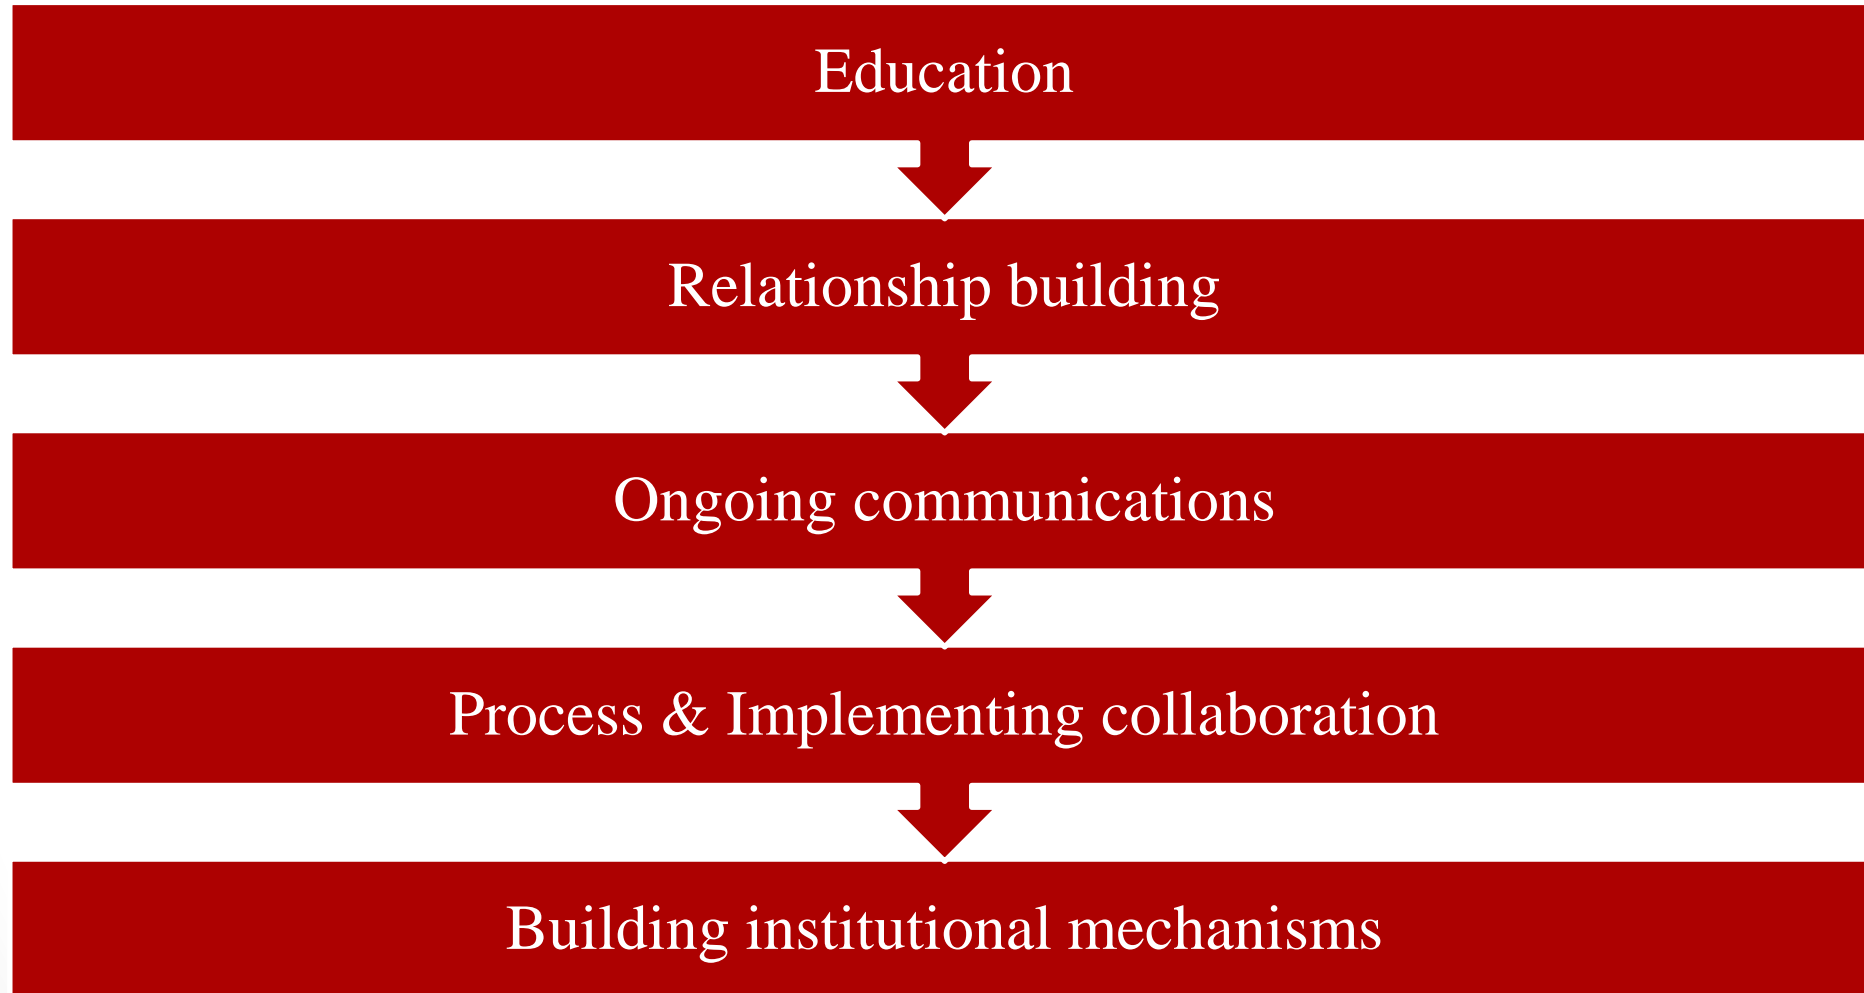 Education
Relationship building
Ongoing communications
Process & Implementing collaboration
Building institutional mechanisms